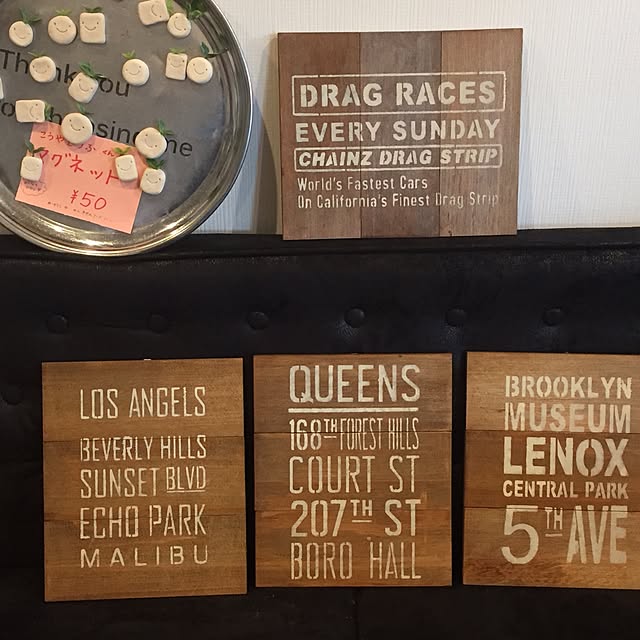 Thank you
sing me
マグネット
¥50
DRAG RACES
EVERY SUNDAY
CHAINZ DRAG STRIP
World's Fastest Cars
On California's Finest Drag Strip
LOS ANGELS
BEVERLY HILLS
SUNSET BLVD
ECHO PARK
MALIBU
QUEENS
168TH FOREST HILLS
COURT ST
207TH ST
BORO HALL
BROOKLYN
MUSEUM
LENOX
CENTRAL PARK
5TH AVE